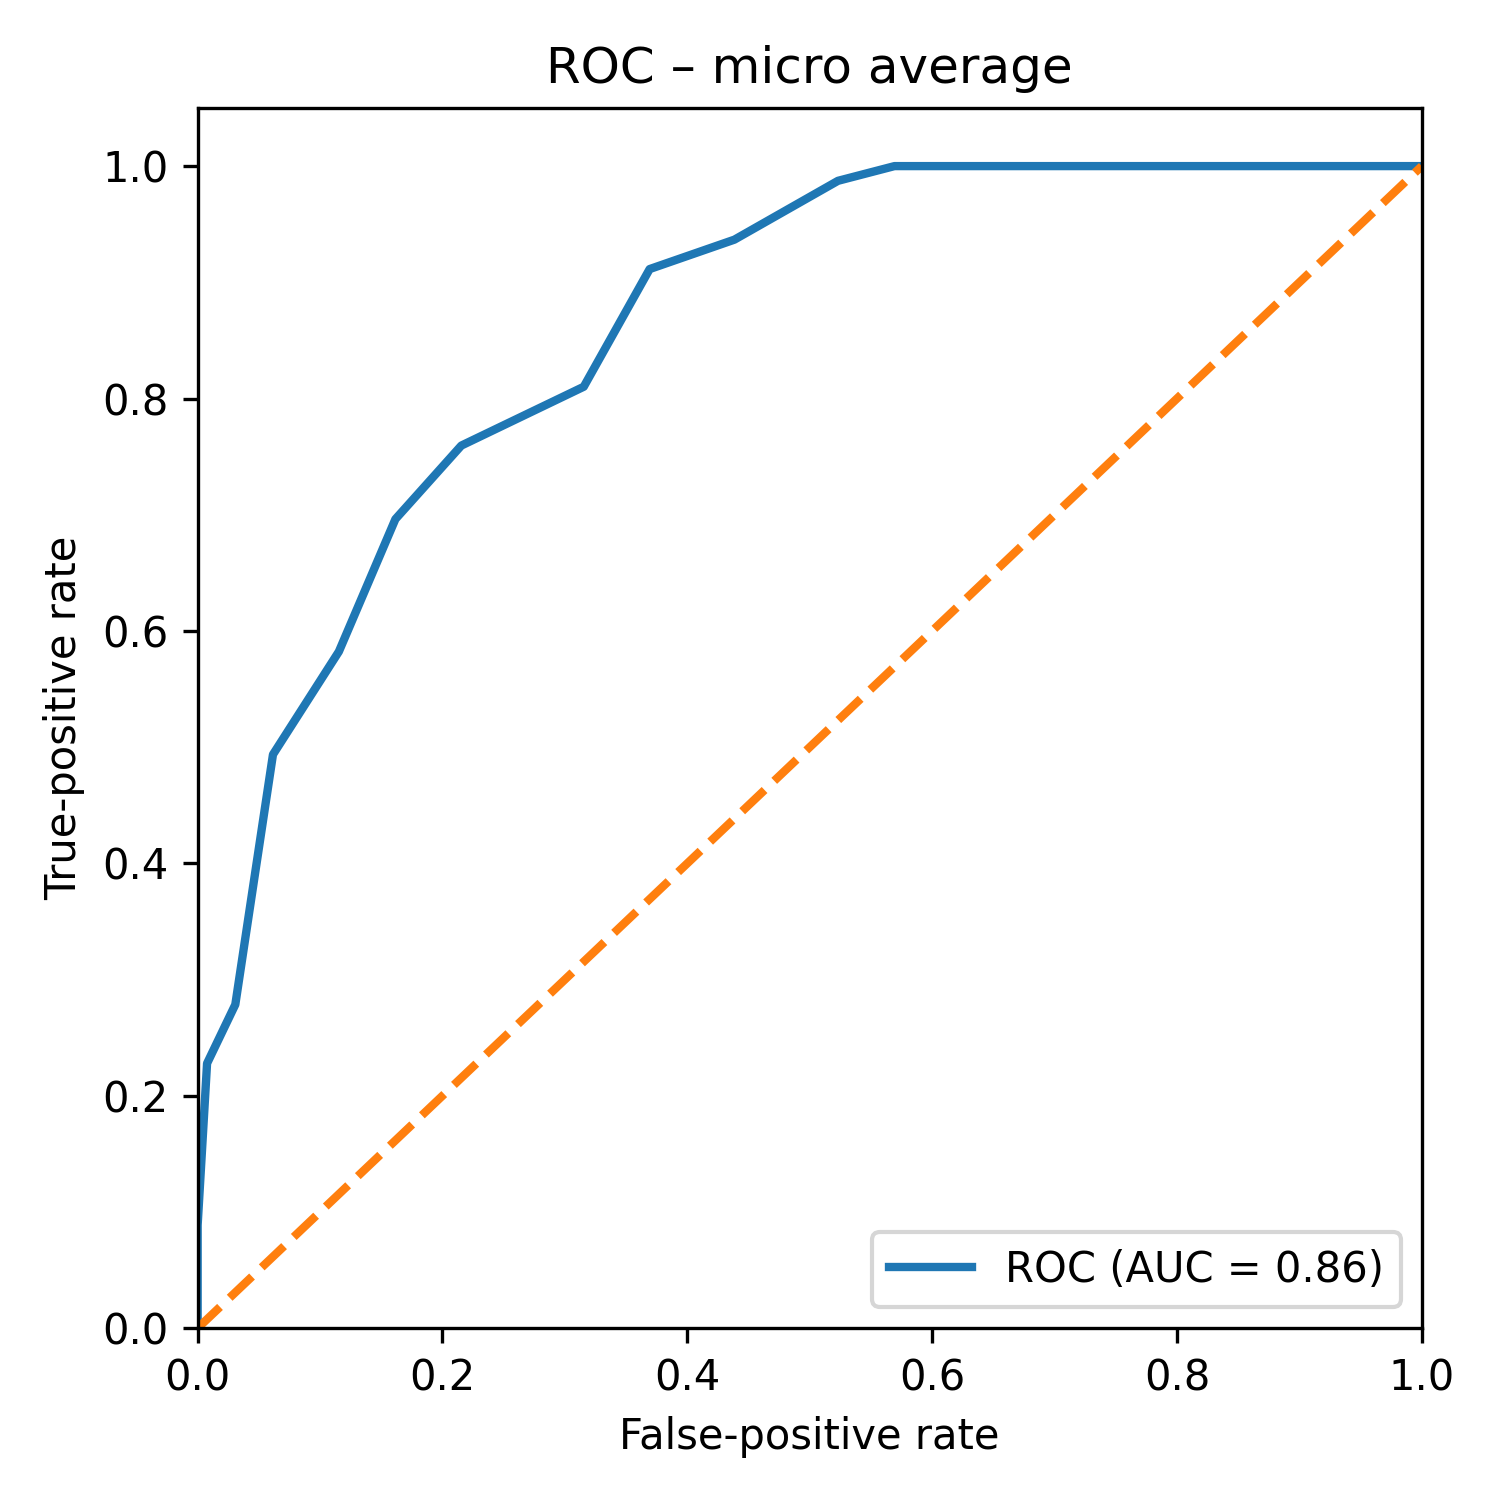 ROC – micro average
1.0
0.8
0.6
0.4
0.2
0.0
True-positive rate
0.0 0.2 0.4 0.6 0.8 1.0
False-positive rate
ROC (AUC = 0.86)